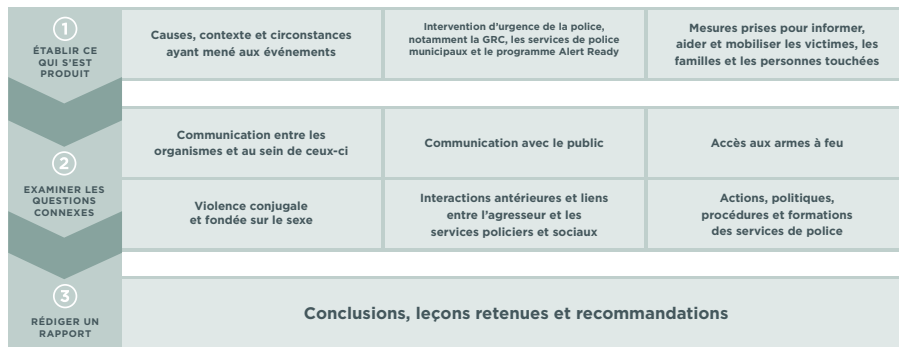 1
ÉTABLIR CE
QUI S'EST
PRODUIT
Causes, contexte et circonstances
ayant mené aux événements
Intervention d'urgence de la police,
notamment la GRC, les services de police
municipaux et le programme Alert Ready
Mesures prises pour informer,
aider et mobiliser les victimes, les
familles et les personnes touchées
2
EXAMINER LES
QUESTIONS
CONNEXES
Communication entre les
organismes et au sein de ceux-ci
Communication avec le public
Accès aux armes à feu
Violence conjugale
et fondée sur le sexe
Interactions antérieures et liens
entre l'agresseur et les
services policiers et sociaux
Actions, politiques,
procédures et formations
des services de police
3
RÉDIGER UN
RAPPORT
Conclusions, leçons retenues et recommandations